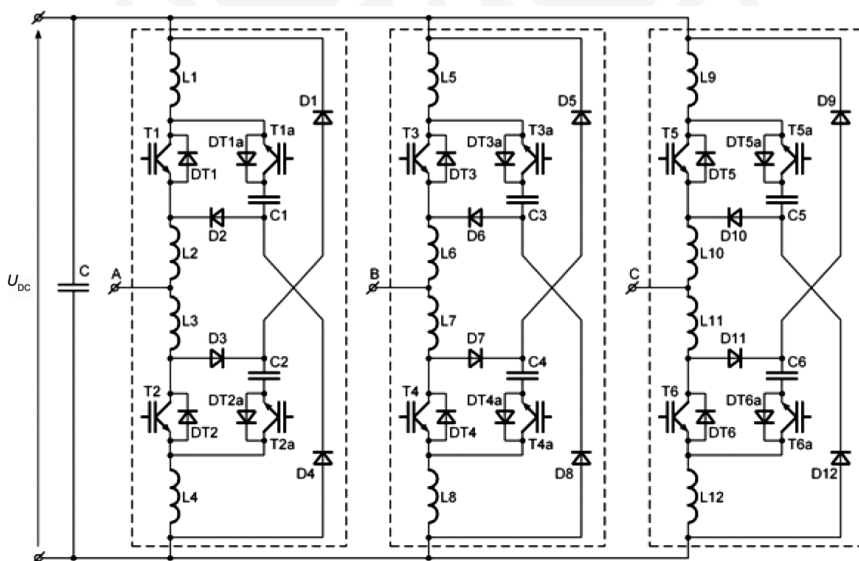 L1 D1 L5 D5 L9 D9
T1 DT1a T1a T3 DT3a T3a T5 DT5a T5a
DT1 DT3 DT5
C1 C3 C5
D2 D6 D10
U_DC C A L2 B L6 C L10
L3 D3 L7 D7 L11 D11
C2 C4 C6
T2 DT2a T4 DT4a T6 DT6a
DT2 T2a DT4 T4a DT6 T6a
D4 D8 D12
L4 L8 L12